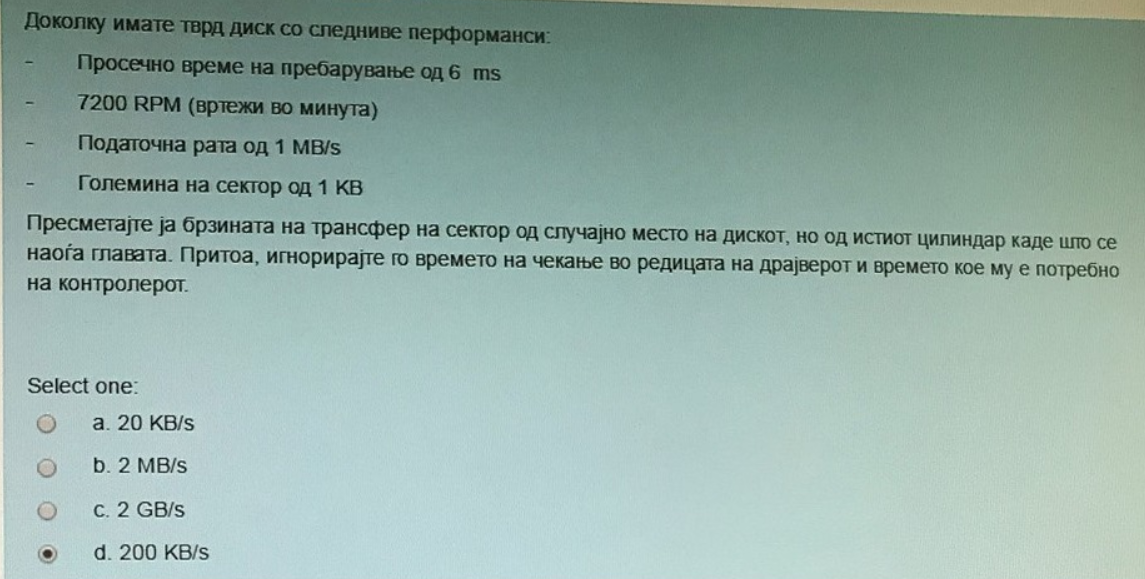 Доколку имате тврд диск со следниве перформанси:
- Просечно време на пребарување од 6 ms
- 7200 RPM (вртежи во минута)
- Податочна рата од 1 MB/s
- Големина на сектор од 1 KB
Пресметајте ја брзината на трансфер на сектор од случајно место на дискот, но од истиот цилиндар каде што се
наоѓа главата. Притоа, игнорирајте го времето на чекање во редицата на драјверот и времето кое му е потребно
на контролерот.
Select one:
a. 20 KB/s
b. 2 MB/s
c. 2 GB/s
d. 200 KB/s